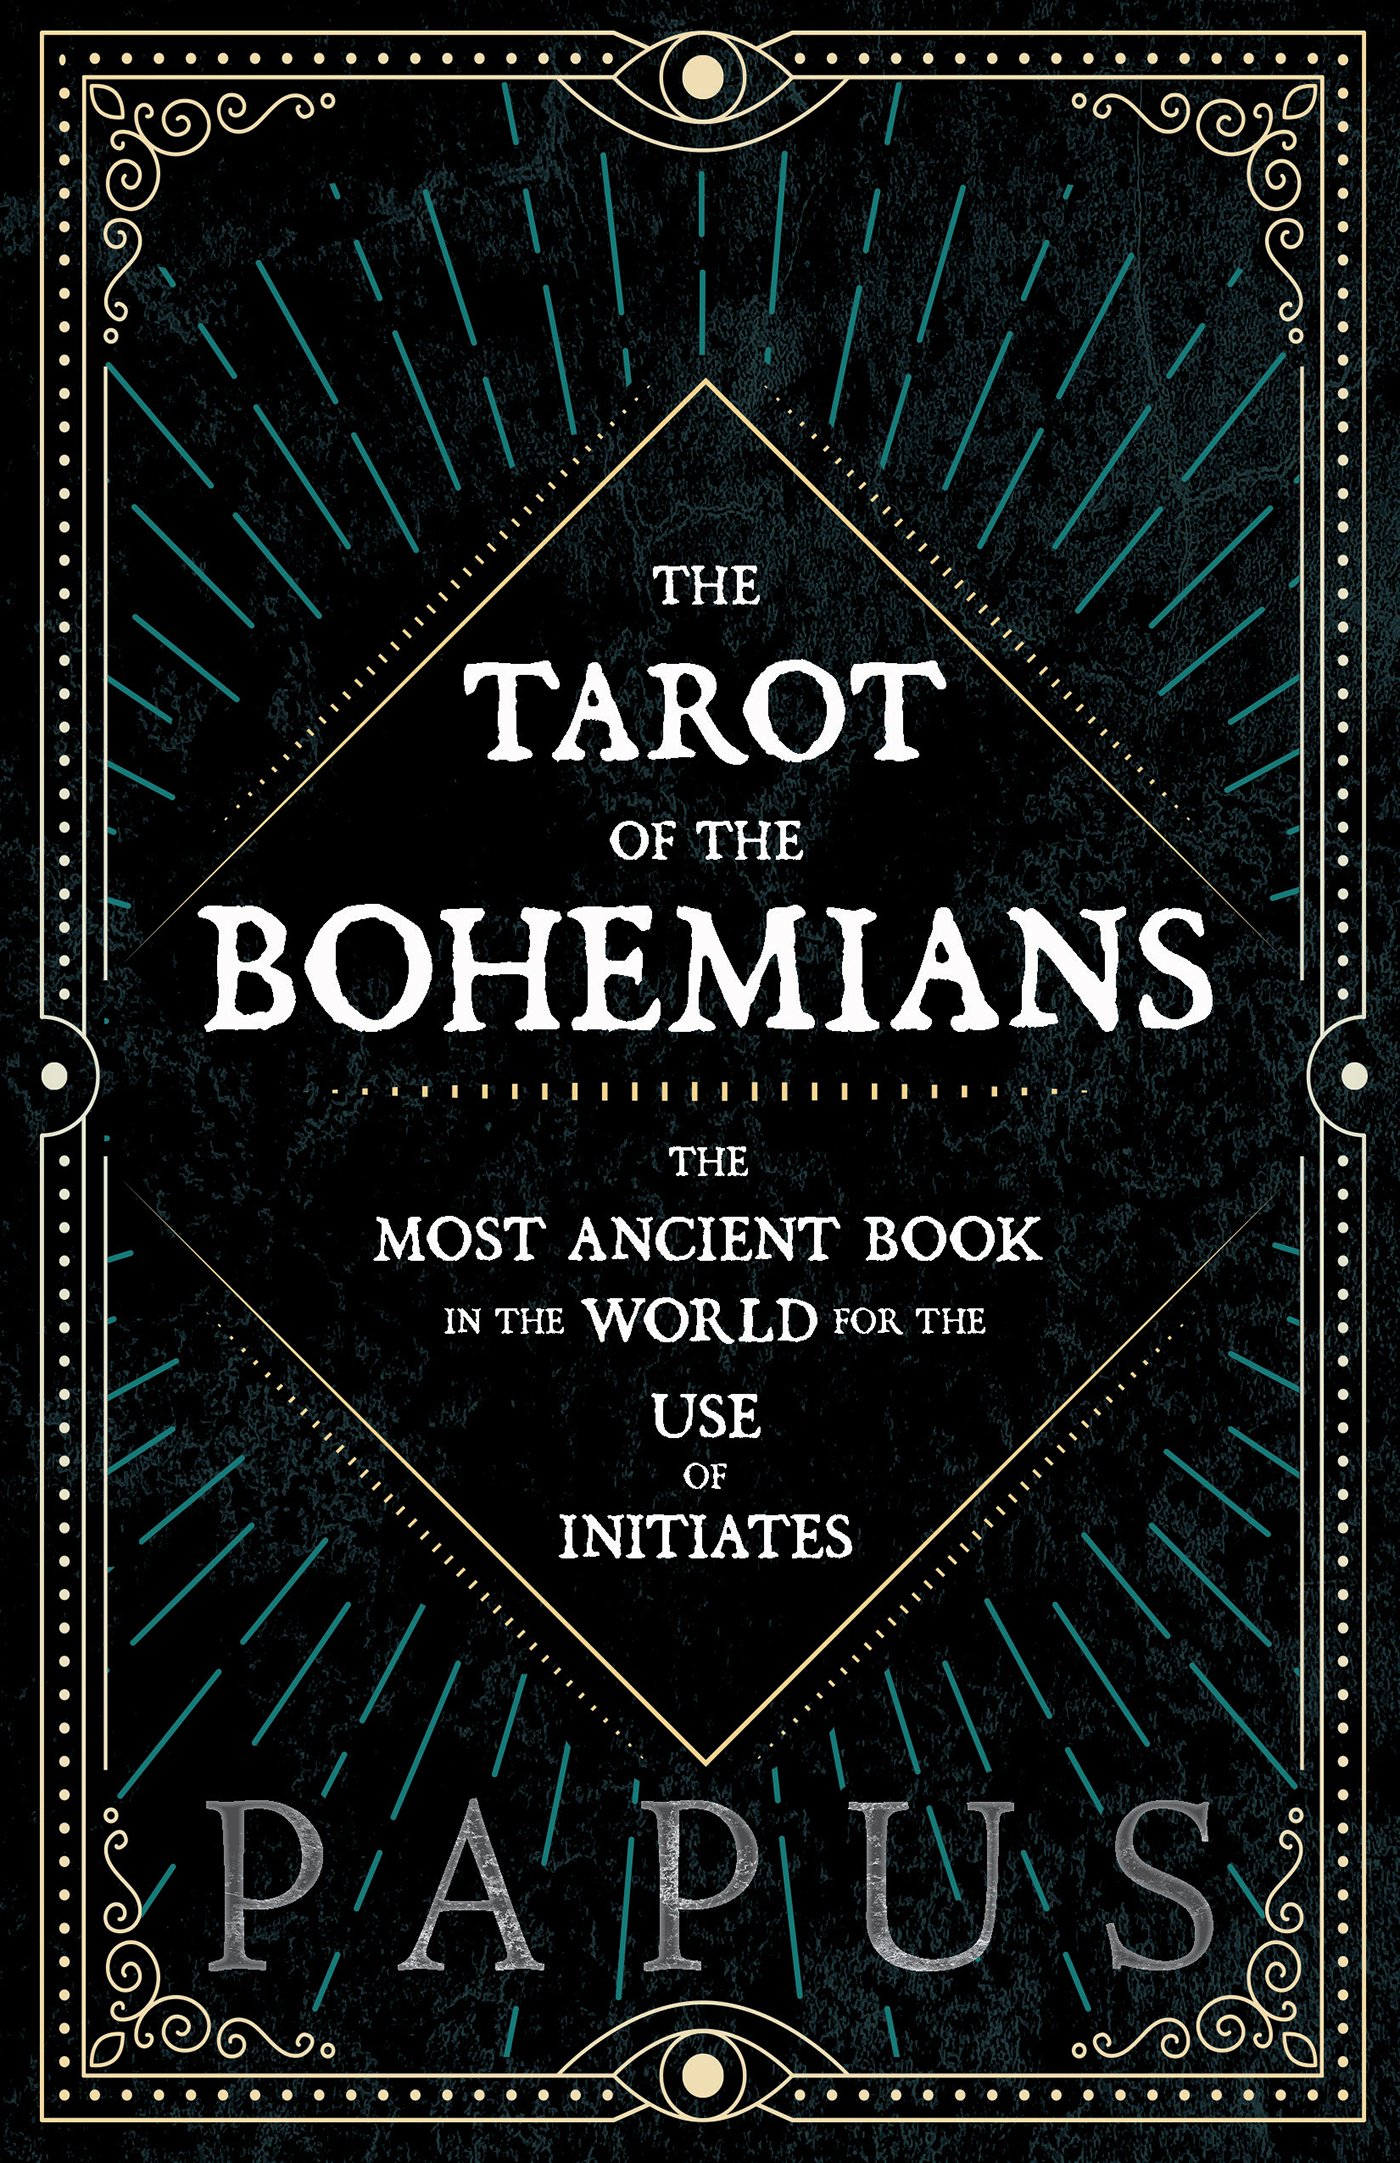 THE
TAROT
OF THE
BOHEMIANS
THE
MOST ANCIENT BOOK
IN THE WORLD FOR THE
USE
OF
INITIATES
PAPUS